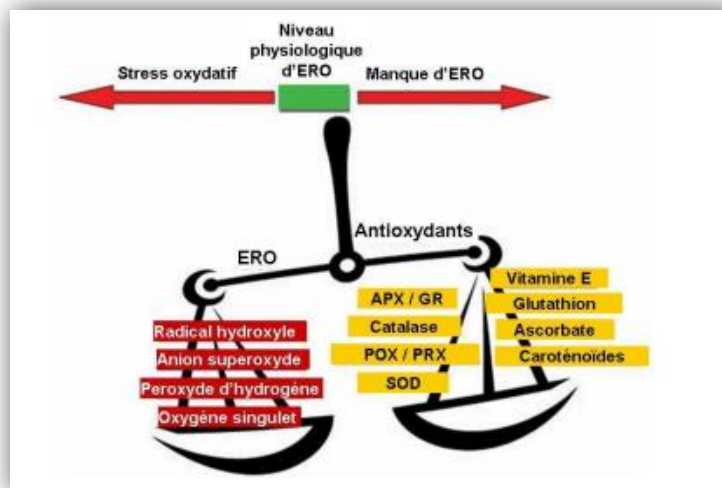 Niveau
physiologique
d'ERO
Stress oxydatif
Manque d'ERO
Antioxydants
ERO
Radical hydroxyle
Anion superoxyde
Peroxyde d'hydrogène
Oxygène singulet
APX / GR
Catalase
POX / PRX
SOD
Vitamine E
Glutathion
Ascorbate
Caroténoïdes